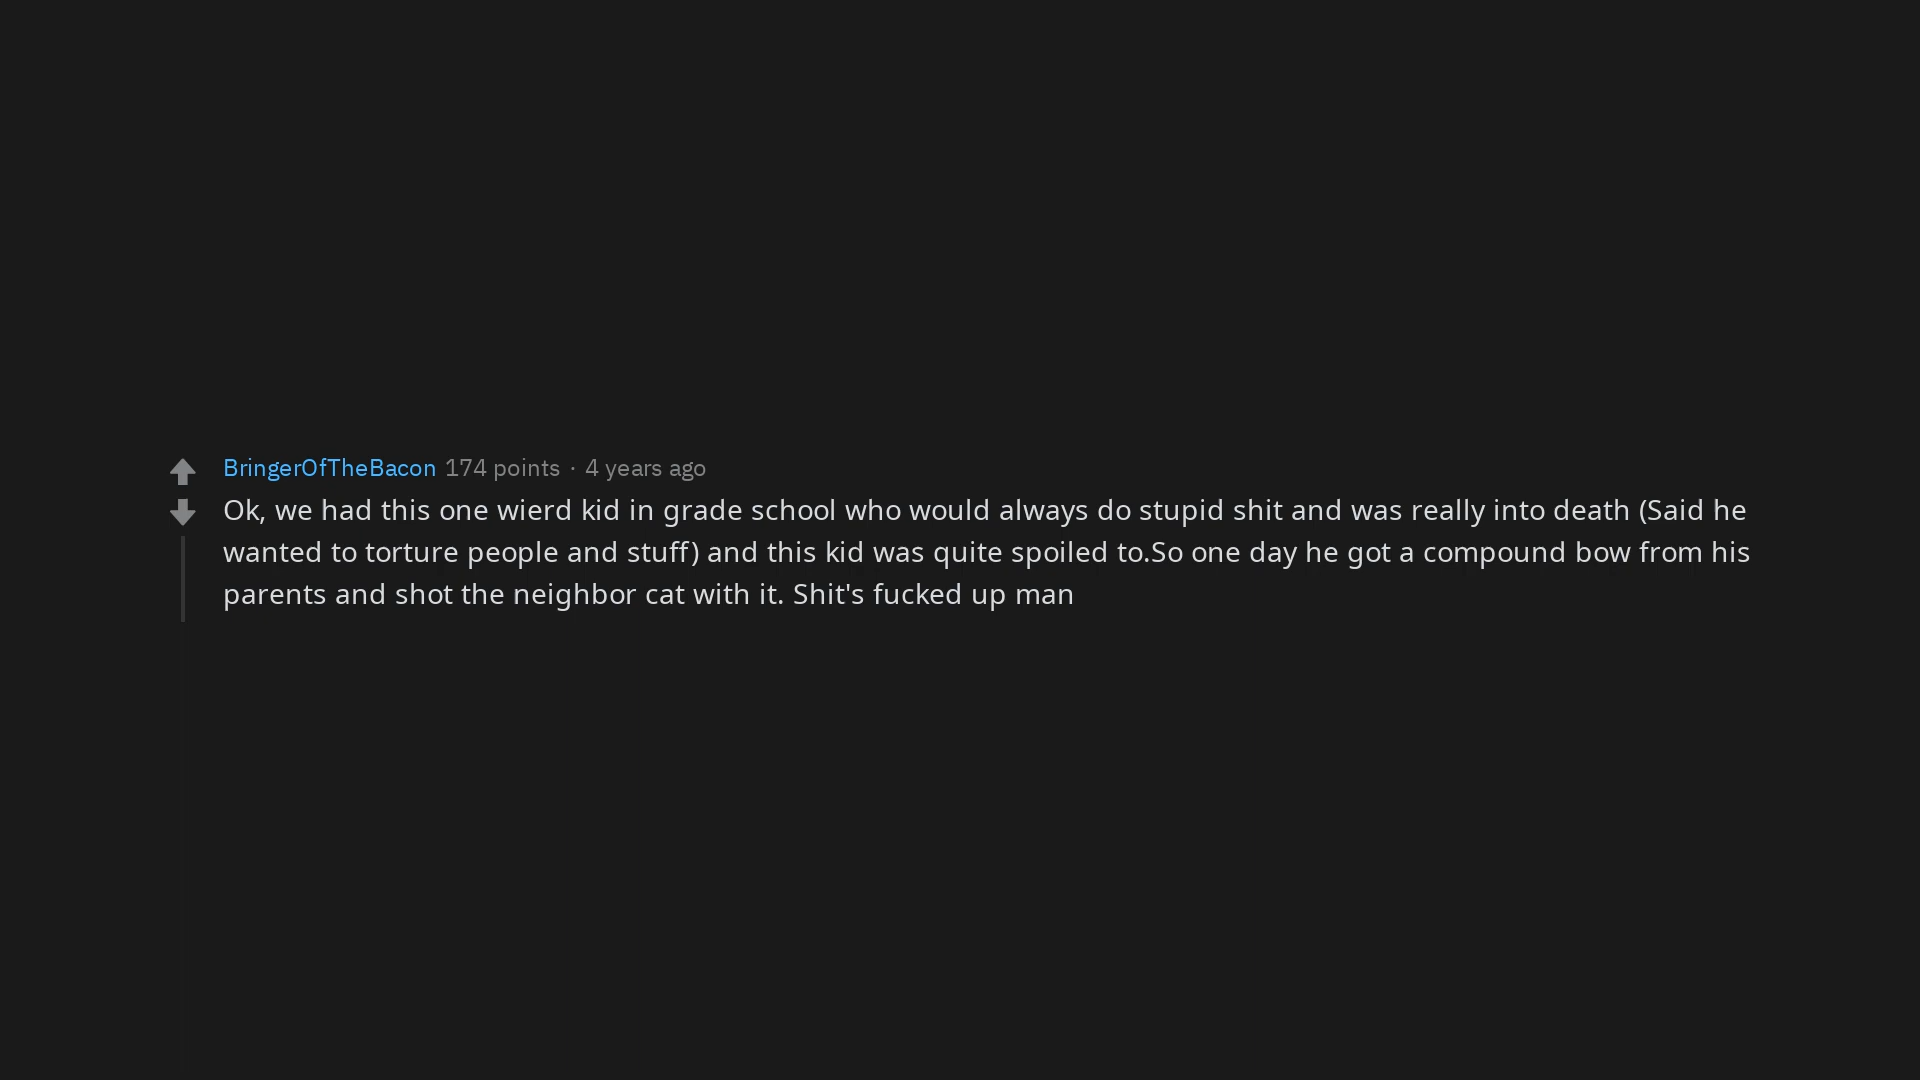 BringerOfTheBacon 174 points · 4 years ago
Ok, we had this one wierd kid in grade school who would always do stupid shit and was really into death (Said he
wanted to torture people and stuff) and this kid was quite spoiled to.So one day he got a compound bow from his
parents and shot the neighbor cat with it. Shit's fucked up man